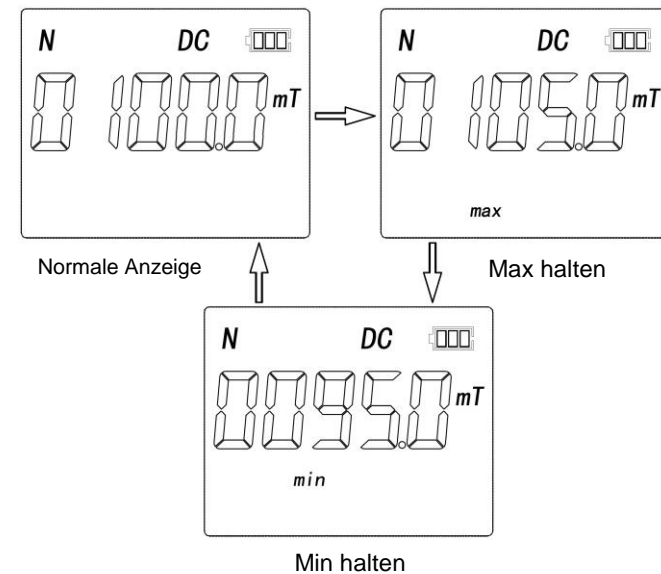 N DC
0 100.0 mT
Normale Anzeige
N DC
0 105.0 mT
max
Max halten
N DC
0095.0 mT
min
Min halten